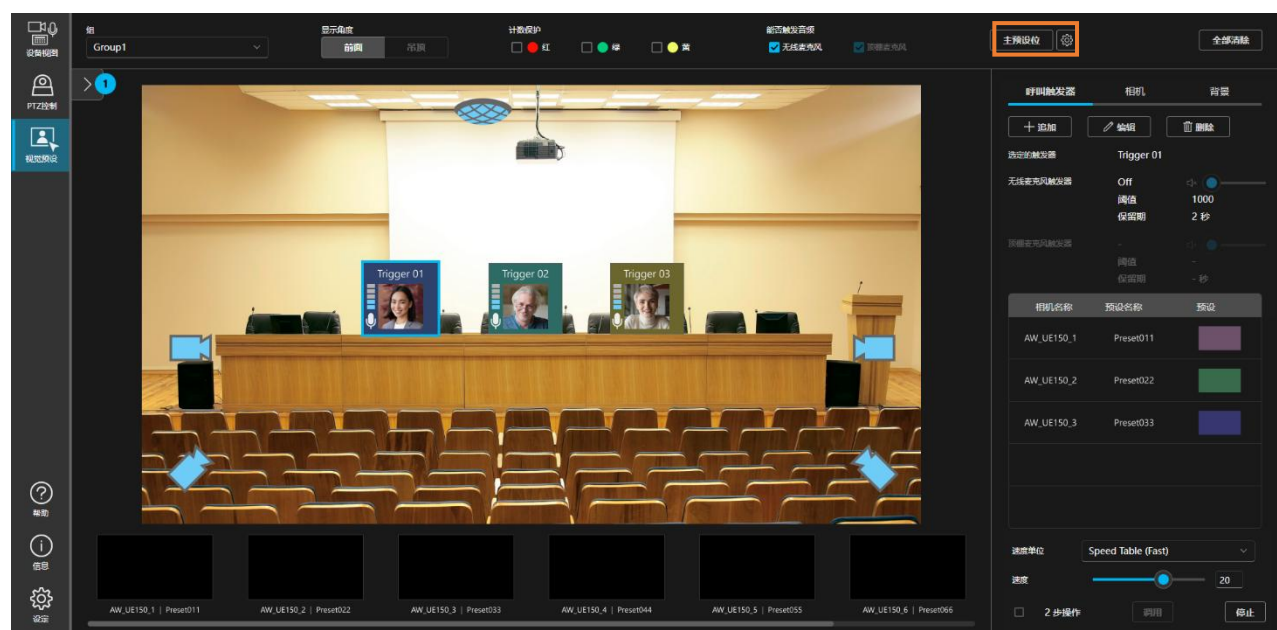 设备视图
PTZ控制
视觉预设
帮助
信息
设定
组
Group1
显示角度
前面
吊顶
计数保护
红
绿
黄
能否触发音频
无线麦克风
顶棚麦克风
主预设位
全部清除
1
Trigger 01
Trigger 02
Trigger 03
AW_UE150_1 | Preset011
AW_UE150_2 | Preset022
AW_UE150_3 | Preset033
AW_UE150_4 | Preset044
AW_UE150_5 | Preset055
AW_UE150_6 | Preset066
呼叫触发器
相机
背景
追加
编辑
删除
选定的触发器 Trigger 01
无线麦克风触发器 Off
阈值 1000
保留期 2 秒
顶棚麦克风触发器 -
阈值 -
保留期 - 秒
相机名称 预设名称 预设
AW_UE150_1 Preset011
AW_UE150_2 Preset022
AW_UE150_3 Preset033
速度单位 Speed Table (Fast)
速度 20
2 步操作 调用 停止